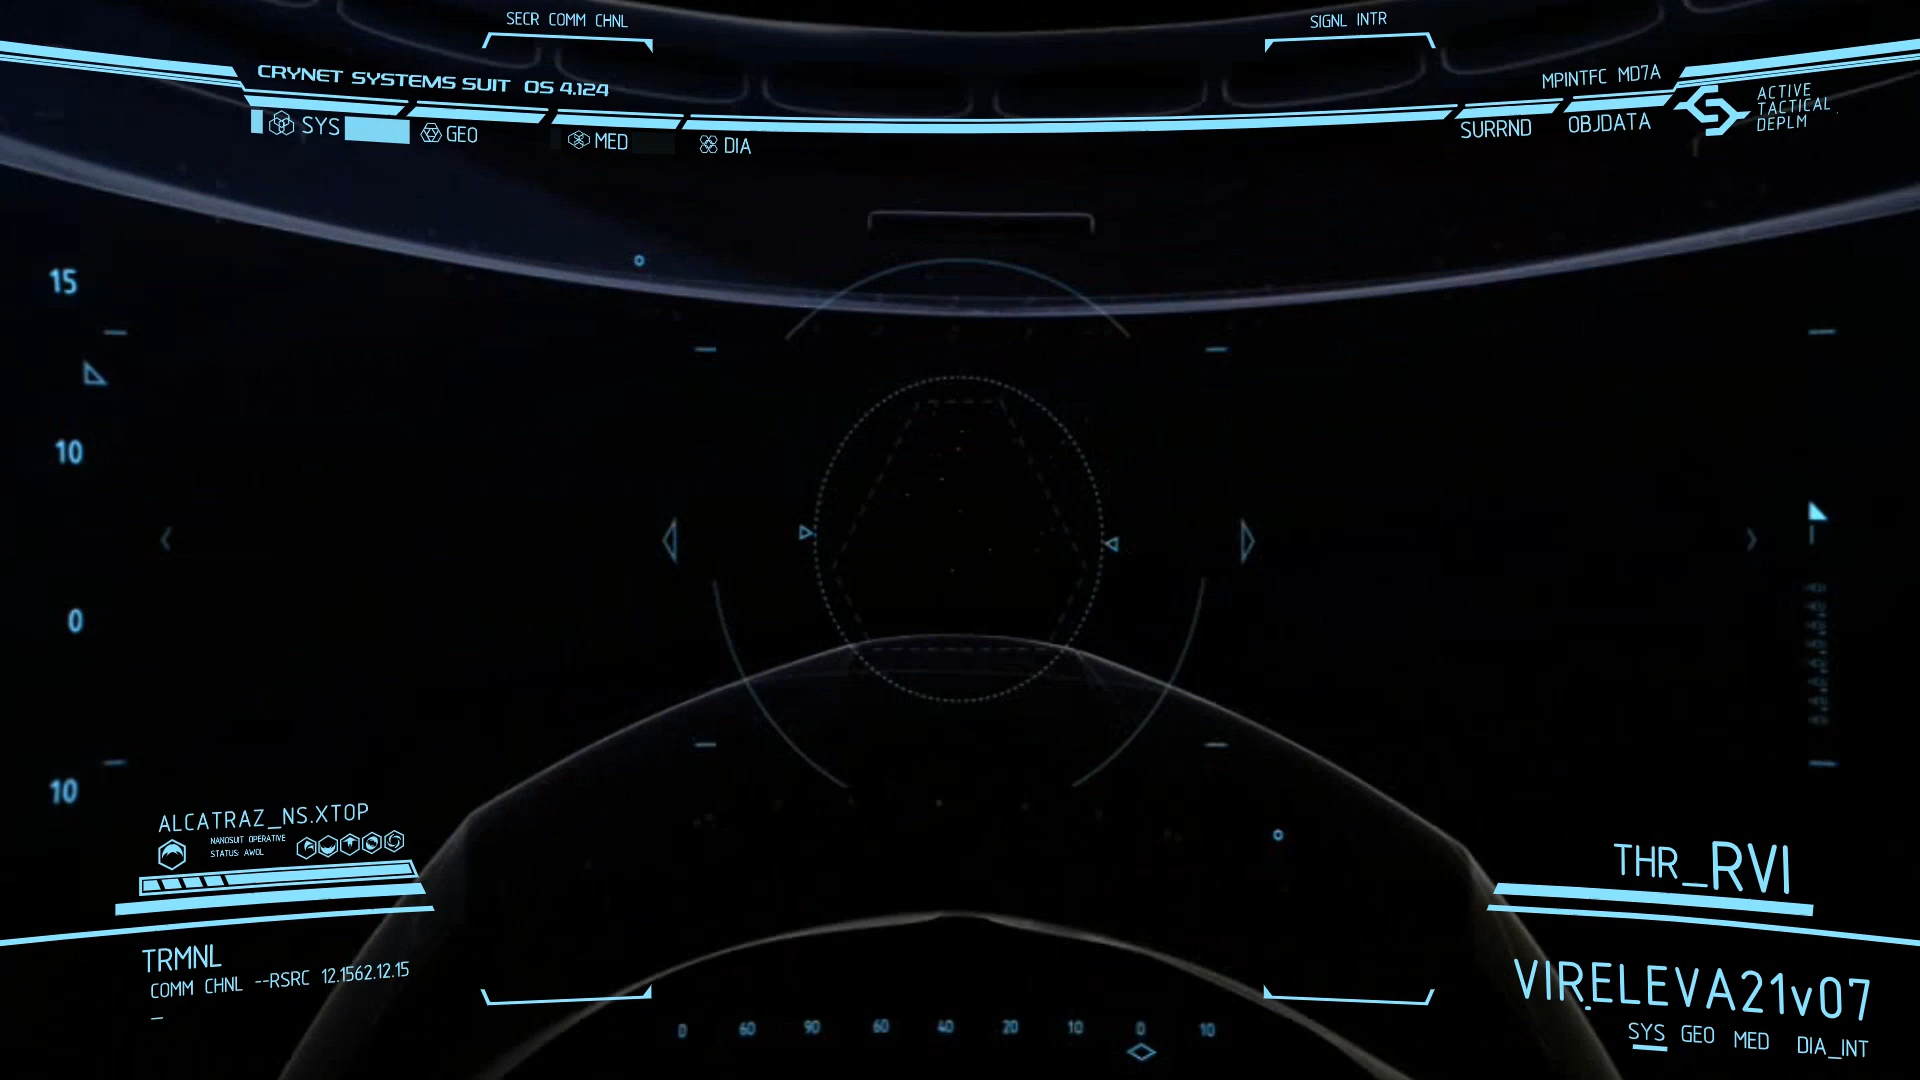 SECR COMM CHNL
SIGNL INTR
CRYNET SYSTEMS SUIT OS 4.124
MPINTFC MD7A
ACTIVE
TACTICAL
DEPLM
SYS
GEO
MED
DIA
SURRND
OBJDATA
15
10
0
10
ALCATRAZ_NS.XTOP
NANOSUIT OPERATIVE
STATUS: AWOL
THR_RVI
TRMNL
COMM CHNL --RSRC 12.1562.12.15
_
VIRELEVA21v07
SYS GEO MED DIA_INT
0 60 90 60 40 20 10 0 10